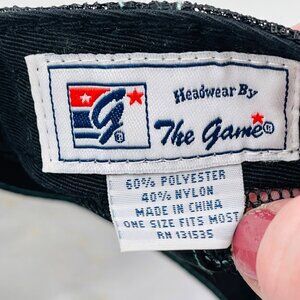 Headwear By
G®
The Game®
60% POLYESTER
40% NYLON
MADE IN CHINA
ONE SIZE FITS MOST
RN 131535